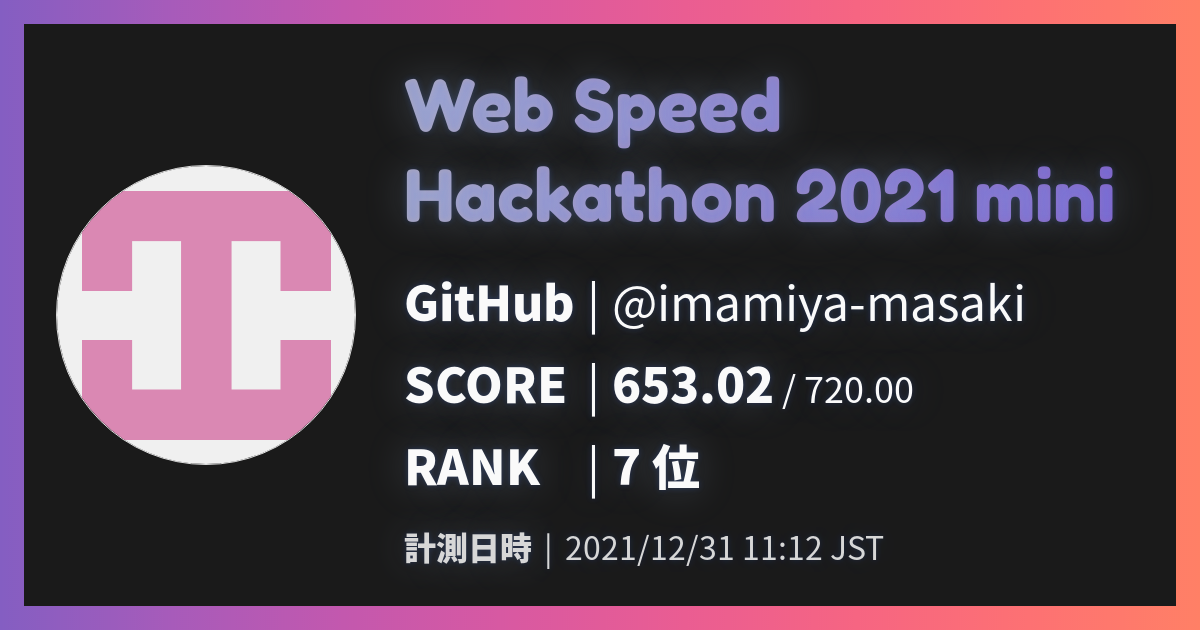 Web Speed
Hackathon 2021 mini
GitHub | @imamiya-masaki
SCORE | 653.02 / 720.00
RANK | 7 位
計測日時 | 2021/12/31 11:12 JST